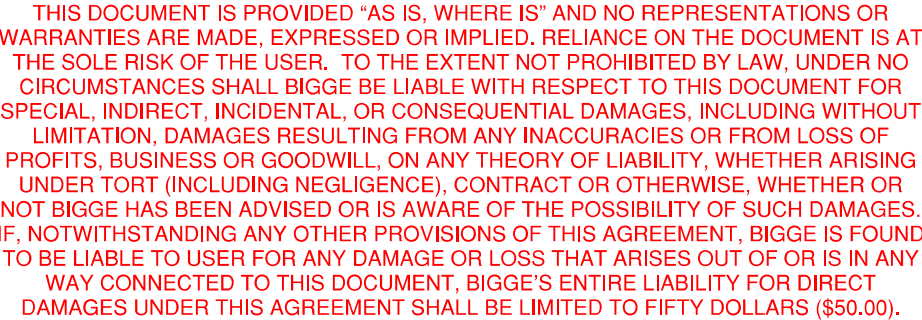 THIS DOCUMENT IS PROVIDED “AS IS, WHERE IS” AND NO REPRESENTATIONS OR
WARRANTIES ARE MADE, EXPRESSED OR IMPLIED. RELIANCE ON THE DOCUMENT IS AT
THE SOLE RISK OF THE USER.  TO THE EXTENT NOT PROHIBITED BY LAW, UNDER NO
CIRCUMSTANCES SHALL BIGGE BE LIABLE WITH RESPECT TO THIS DOCUMENT FOR
SPECIAL, INDIRECT, INCIDENTAL, OR CONSEQUENTIAL DAMAGES, INCLUDING WITHOUT
LIMITATION, DAMAGES RESULTING FROM ANY INACCURACIES OR FROM LOSS OF
PROFITS, BUSINESS OR GOODWILL, ON ANY THEORY OF LIABILITY, WHETHER ARISING
UNDER TORT (INCLUDING NEGLIGENCE), CONTRACT OR OTHERWISE, WHETHER OR
NOT BIGGE HAS BEEN ADVISED OR IS AWARE OF THE POSSIBILITY OF SUCH DAMAGES.
IF, NOTWITHSTANDING ANY OTHER PROVISIONS OF THIS AGREEMENT, BIGGE IS FOUND
TO BE LIABLE TO USER FOR ANY DAMAGE OR LOSS THAT ARISES OUT OF OR IS IN ANY
WAY CONNECTED TO THIS DOCUMENT, BIGGE’S ENTIRE LIABILITY FOR DIRECT
DAMAGES UNDER THIS AGREEMENT SHALL BE LIMITED TO FIFTY DOLLARS ($50.00).